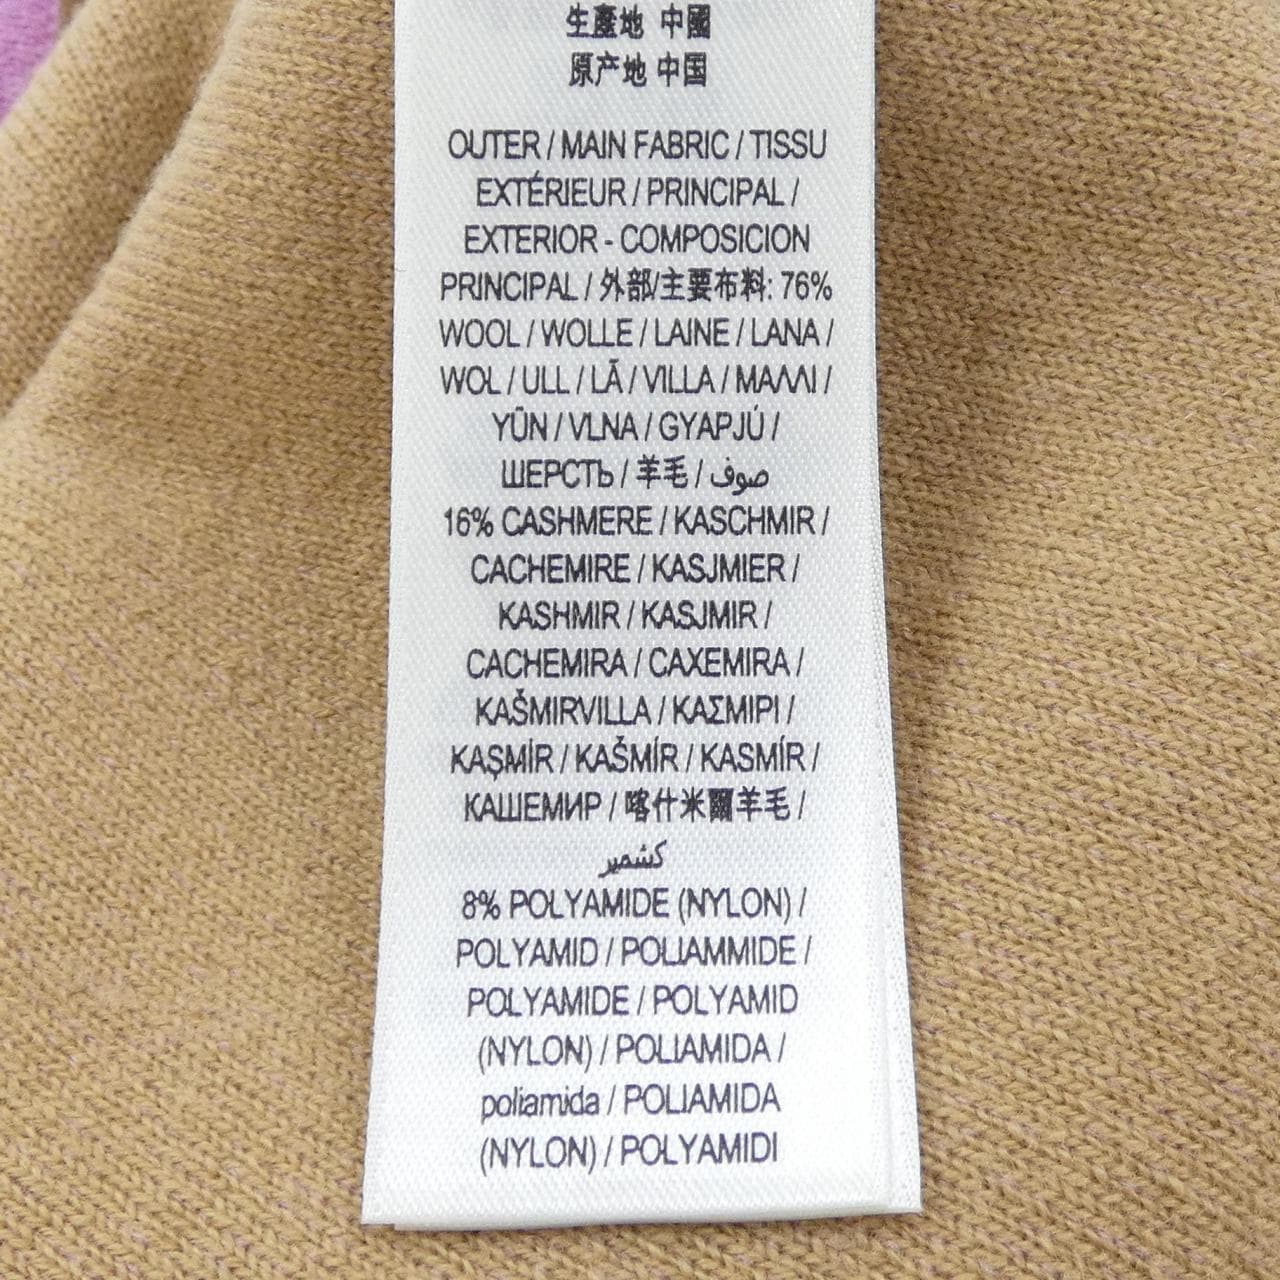 生產地 中國
原产地 中国
OUTER / MAIN FABRIC / TISSU
EXTÉRIEUR / PRINCIPAL /
EXTERIOR - COMPOSICION
PRINCIPAL / 外部/主要布料: 76%
WOOL / WOLLE / LAINE / LANA /
WOL / ULL / LÃ / VILLA / ΜΑΛΛΙ /
YÜN / VLNA / GYAPJÚ /
ШЕРСТЬ / 羊毛 / صوف
16% CASHMERE / KASCHMIR /
CACHEMIRE / KASJMIER /
KASHMIR / KASJMIR /
CACHEMIRA / CAXEMIRA /
KAŠMIRVILLA / ΚΑΣΜΙΡΙ /
KAŞMİR / KAŠMÍR / KASMÍR /
КАШЕМИР / 喀什米爾羊毛 /
كشمير
8% POLYAMIDE (NYLON) /
POLYAMID / POLIAMMIDE /
POLYAMIDE / POLYAMID
(NYLON) / POLIAMIDA /
poliamida / POLIAMIDA
(NYLON) / POLYAMIDI